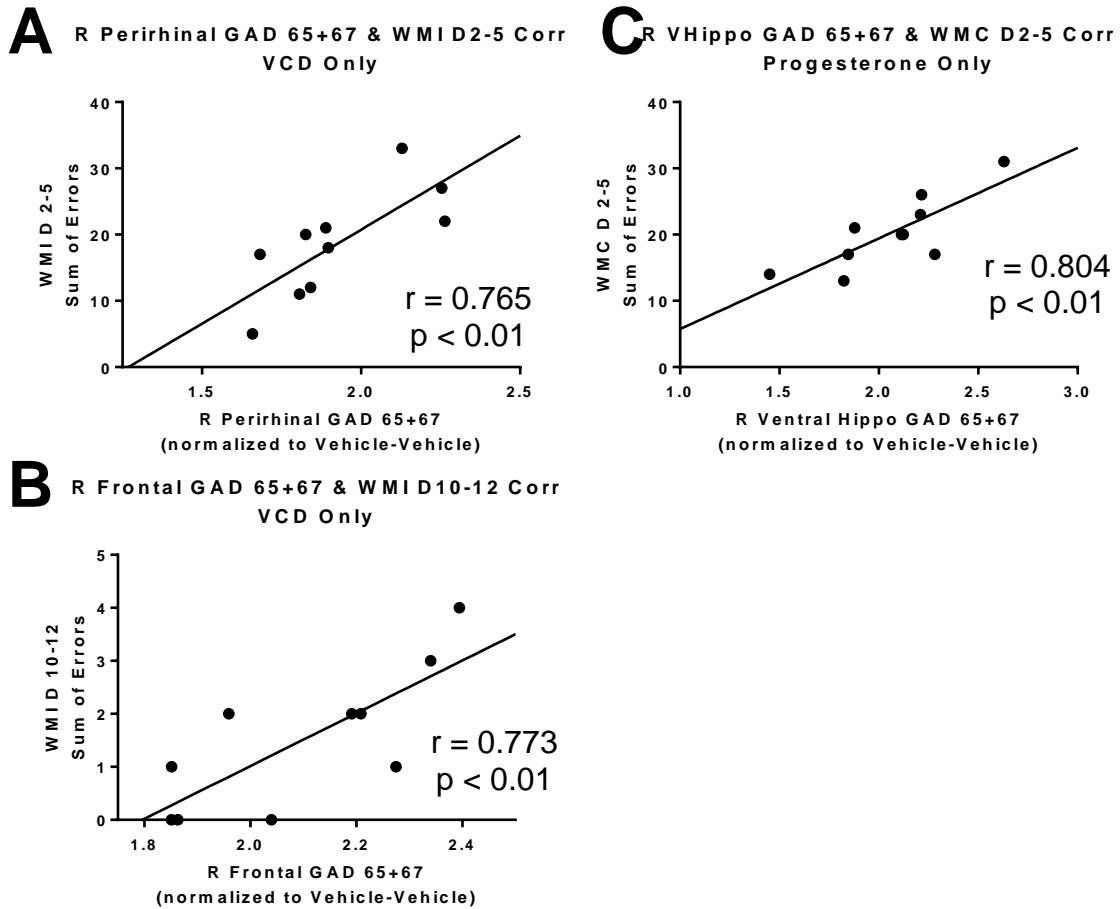 A
R Perirhinal GAD 65+67 & WMI D2-5 Corr
VCD Only
40
30
20
10
0
WMI D 2-5
Sum of Errors
r = 0.765
p < 0.01
1.5
2.0
2.5
R Perirhinal GAD 65+67
(normalized to Vehicle-Vehicle)
C
R VHippo GAD 65+67 & WMC D2-5 Corr
Progesterone Only
40
30
20
10
0
WMC D 2-5
Sum of Errors
r = 0.804
p < 0.01
1.0
1.5
2.0
2.5
3.0
R Ventral Hippo GAD 65+67
(normalized to Vehicle-Vehicle)
B
R Frontal GAD 65+67 & WMI D10-12 Corr
VCD Only
5
4
3
2
1
0
WMI D 10-12
Sum of Errors
r = 0.773
p < 0.01
1.8
2.0
2.2
2.4
R Frontal GAD 65+67
(normalized to Vehicle-Vehicle)